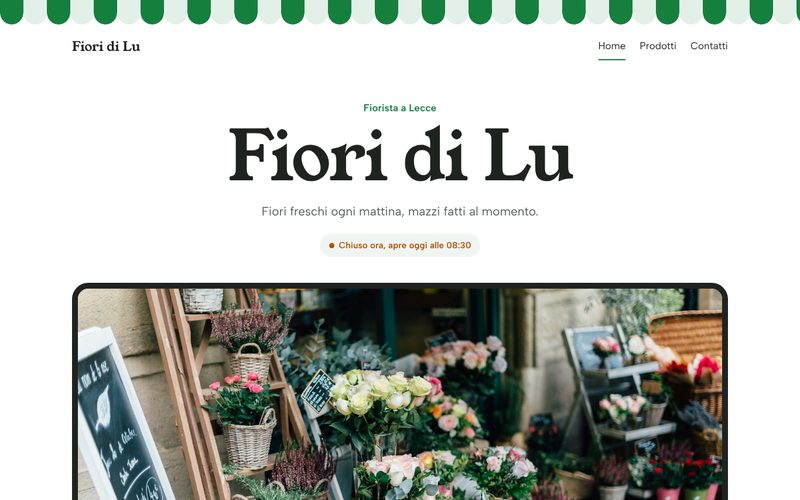 Fiori di Lu
Home Prodotti Contatti
Fiorista a Lecce
Fiori di Lu
Fiori freschi ogni mattina, mazzi fatti al momento.
Chiuso ora, apre oggi alle 08:30